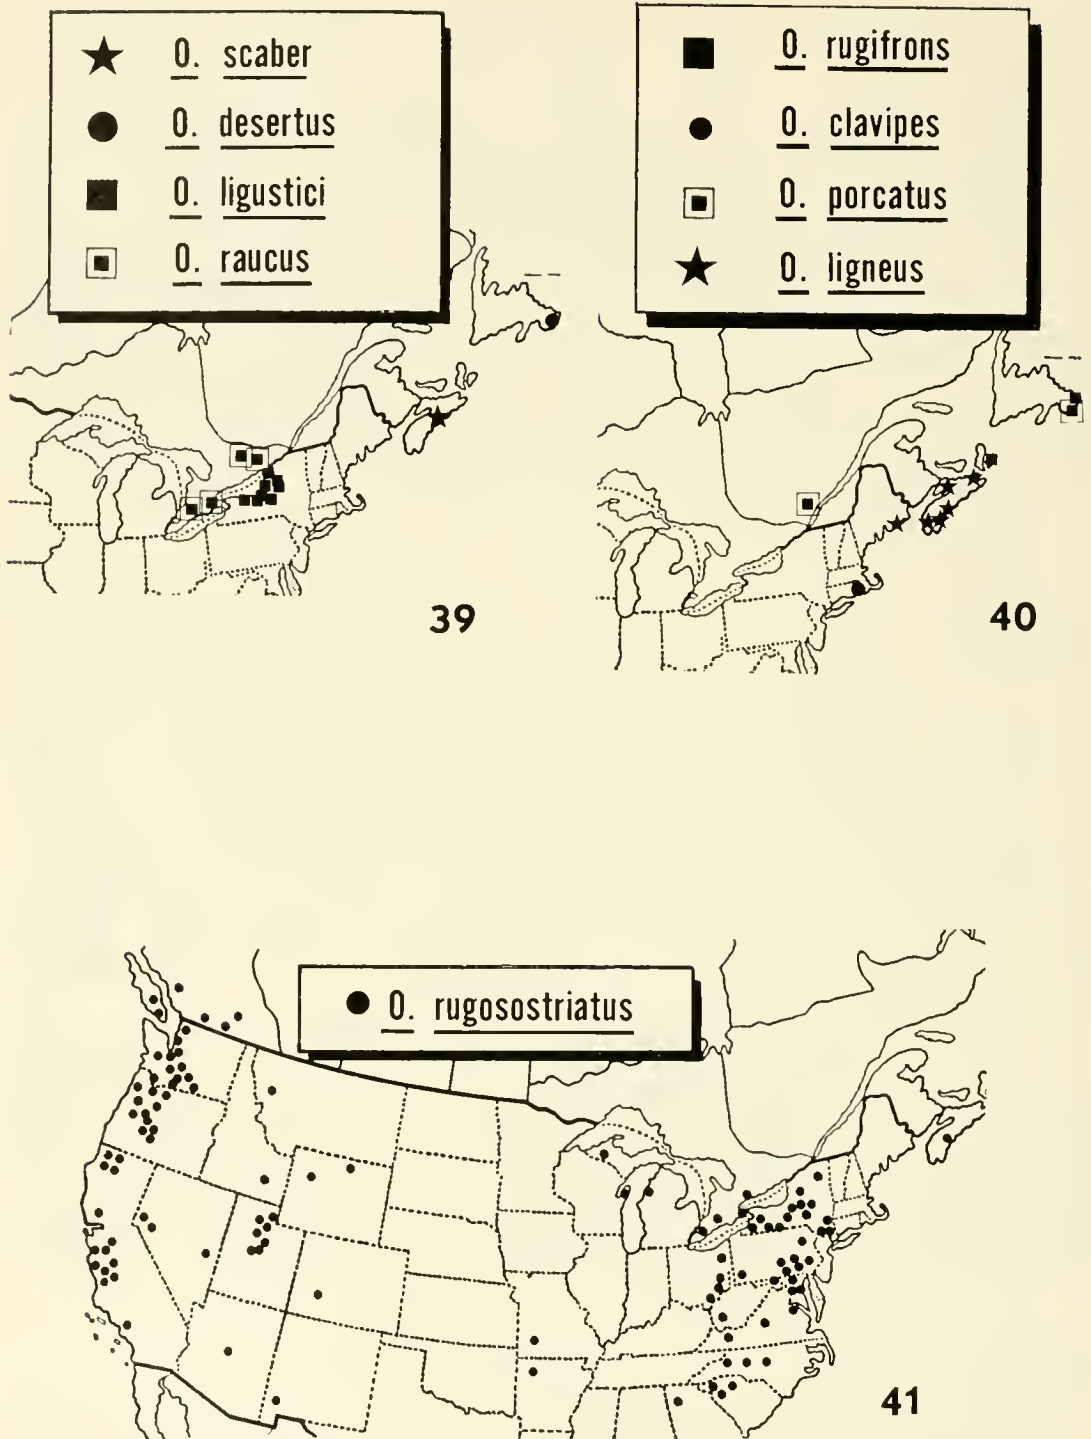 O. scaber
O. desertus
O. ligustici
O. raucus
39
O. rugifrons
O. clavipes
O. porcatus
O. ligneus
40
O. rugosostriatus
41